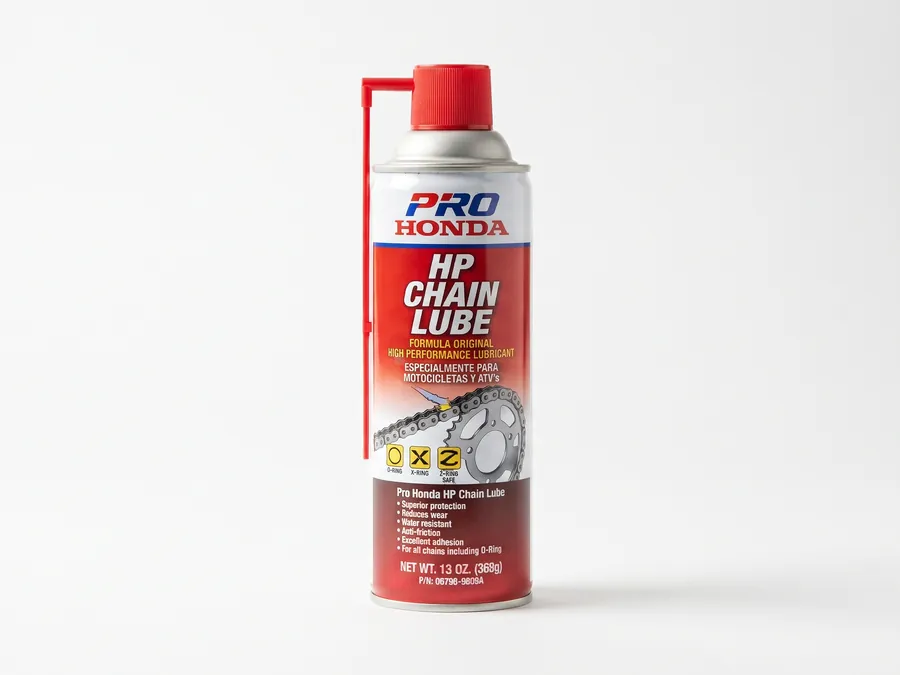 PRO
HONDA
HP
CHAIN
LUBE
FORMULA ORIGINAL
HIGH PERFORMANCE LUBRICANT
ESPECIALMENTE PARA
MOTOCICLETAS Y ATV's
O-RING
X-RING
Z-RING
SAFE
Pro Honda HP Chain Lube
• Superior protection
• Reduces wear
• Water resistant
• Anti-friction
• Excellent adhesion
• For all chains including O-Ring
NET WT. 13 OZ. (368g)
P/N: 06798-9809A